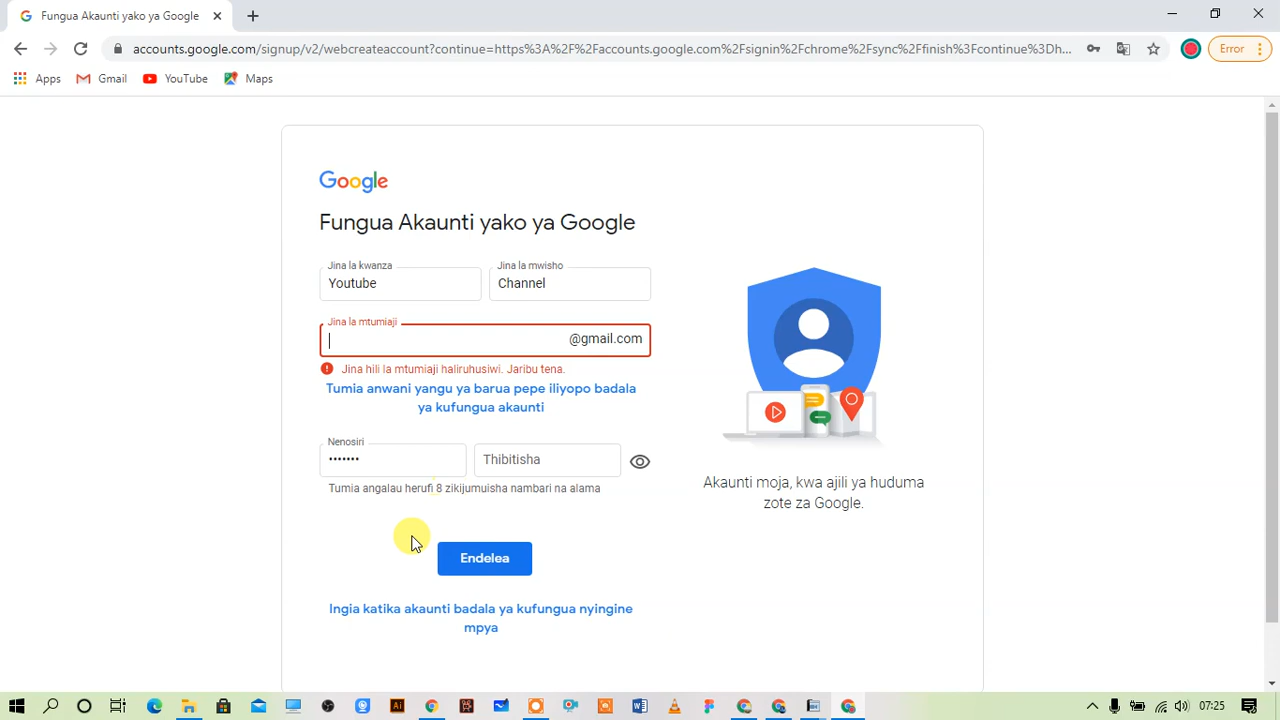 Fungua Akaunti yako ya Google
accounts.google.com/signup/v2/webcreateaccount?continue=https%3A%2F%2Faccounts.google.com%2Fsignin%2Fchrome%2Fsync%2Ffinish%3Fcontinue%3Dh...
Error
Apps Gmail YouTube Maps
Google
Fungua Akaunti yako ya Google
Jina la kwanza Jina la mwisho
Youtube Channel
Jina la mtumiaji
@gmail.com
Jina hili la mtumiaji haliruhusiwi. Jaribu tena.
Tumia anwani yangu ya barua pepe iliyopo badala
ya kufungua akaunti
Nenosiri
••••••• Thibitisha
Tumia angalau herufi 8 zikijumuisha nambari na alama
Akaunti moja, kwa ajili ya huduma
zote za Google.
Endelea
Ingia katika akaunti badala ya kufungua nyingine
mpya
Ai W
07:25